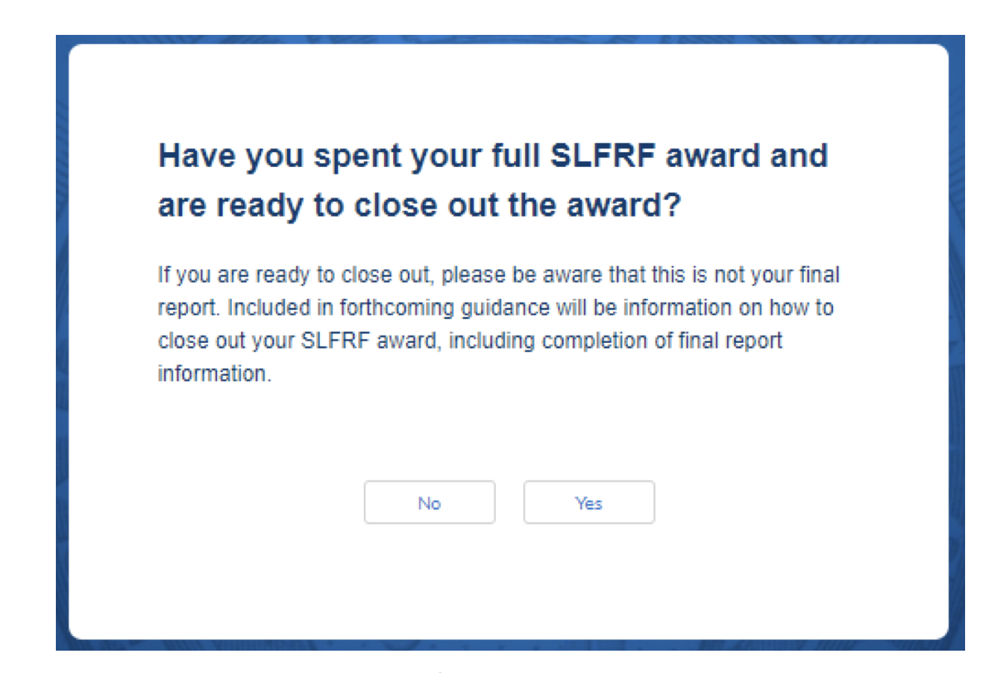 Have you spent your full SLFRF award and
are ready to close out the award?
If you are ready to close out, please be aware that this is not your final
report. Included in forthcoming guidance will be information on how to
close out your SLFRF award, including completion of final report
information.
No
Yes